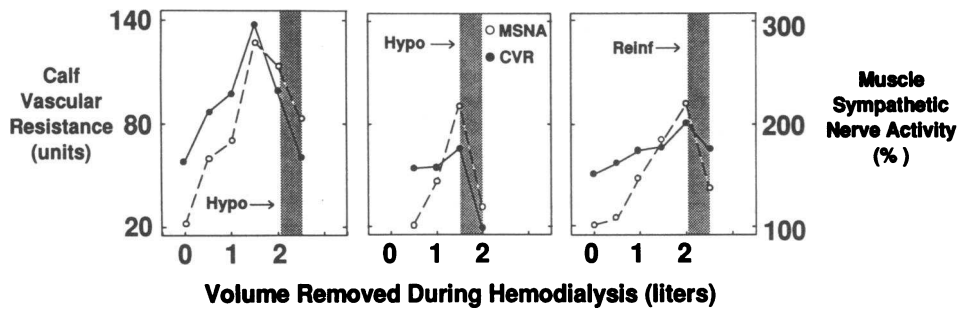 140
80
20
Calf
Vascular
Resistance
(units)
Hypo →
Hypo →
MSNA
CVR
Reinf →
300
200
100
Muscle
Sympathetic
Nerve Activity
(% )
0 1 2
0 1 2
0 1 2
Volume Removed During Hemodialysis (liters)